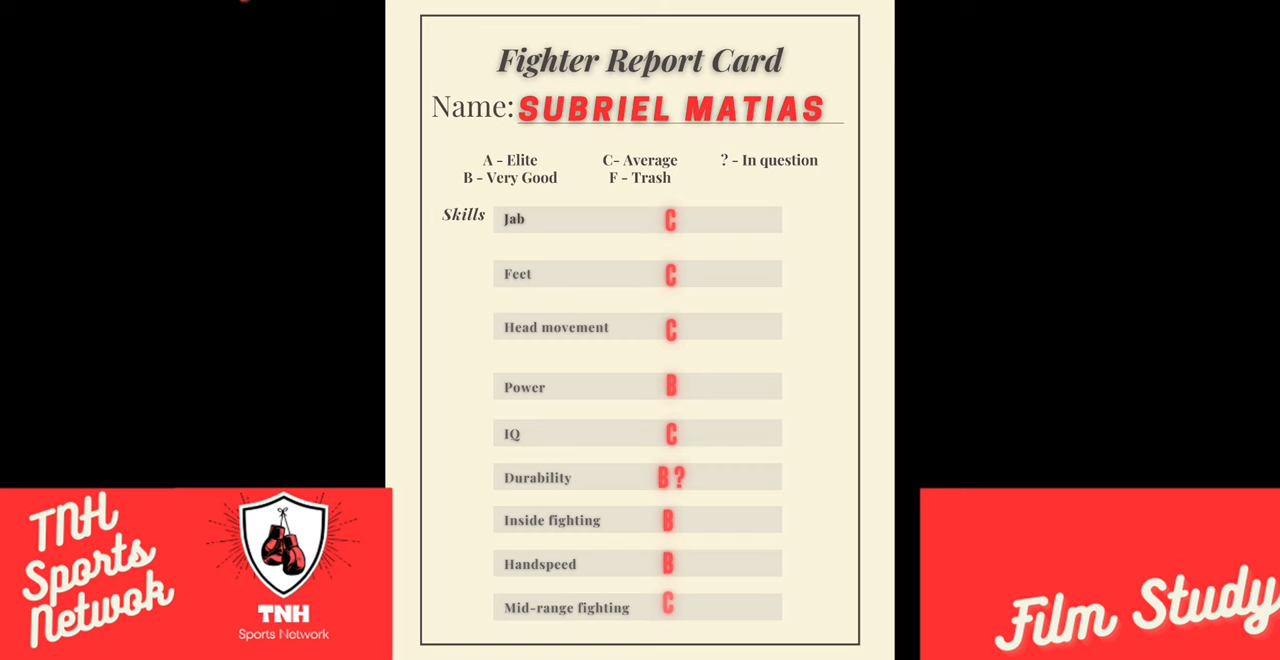 Fighter Report Card
Name: SUBRIEL MATIAS
A - Elite
B - Very Good
C- Average
F - Trash
? - In question
Skills
Jab C
Feet C
Head movement C
Power B
IQ C
Durability B ?
Inside fighting B
Handspeed B
Mid-range fighting C
TNH
Sports
Netwok
TNH
Sports Network
Film Study